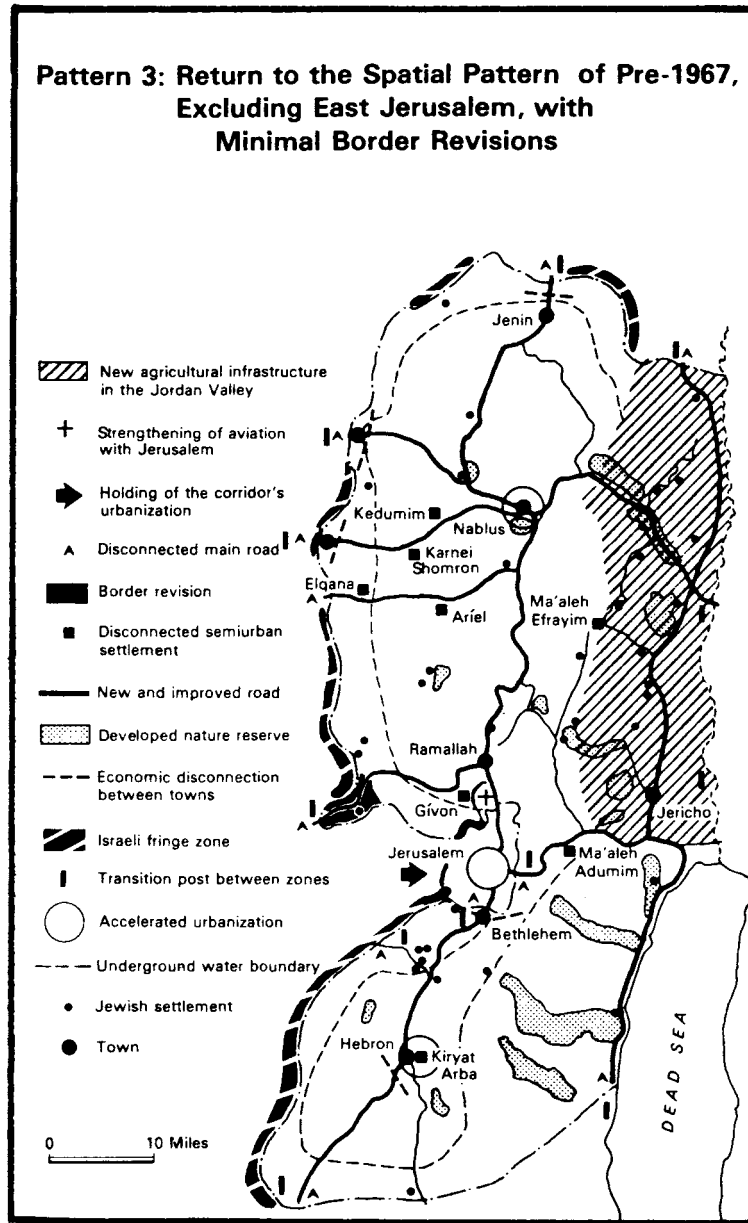 Pattern 3: Return to the Spatial Pattern of Pre-1967,
Excluding East Jerusalem, with
Minimal Border Revisions
New agricultural infrastructure
in the Jordan Valley
Strengthening of aviation
with Jerusalem
Holding of the corridor's
urbanization
Disconnected main road
Border revision
Disconnected semiurban
settlement
New and improved road
Developed nature reserve
Economic disconnection
between towns
Israeli fringe zone
Transition post between zones
Accelerated urbanization
Underground water boundary
Jewish settlement
Town
0 10 Miles
Jenin
Kedumim
Nablus
Karnei
Shomron
Elqana
Aríel
Ma'aleh
Efrayim
Ramallah
Gívon
Jericho
Jerusalem
Ma'aleh
Adumim
Bethlehem
Hebron
Kiryat
Arba
DEAD SEA